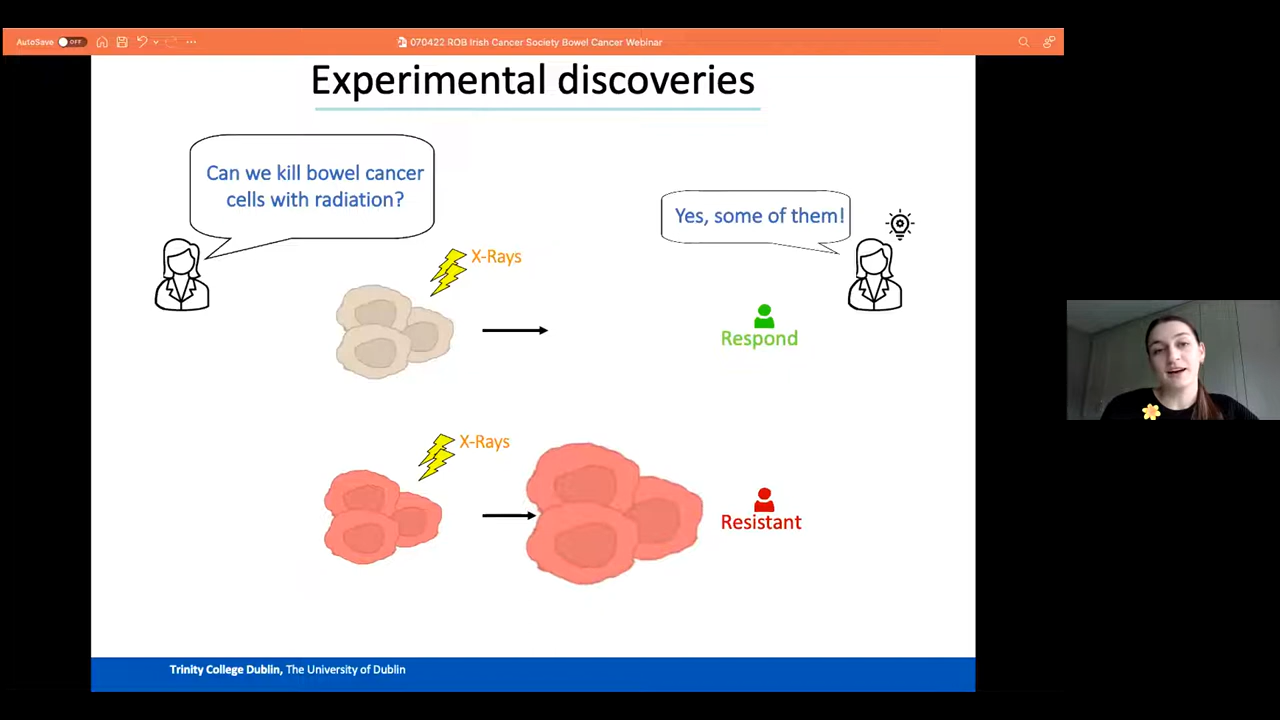 AutoSave OFF
070422 ROB Irish Cancer Society Bowel Cancer Webinar
Experimental discoveries
Can we kill bowel cancer
cells with radiation?
Yes, some of them!
X-Rays
Respond
X-Rays
Resistant
Trinity College Dublin, The University of Dublin